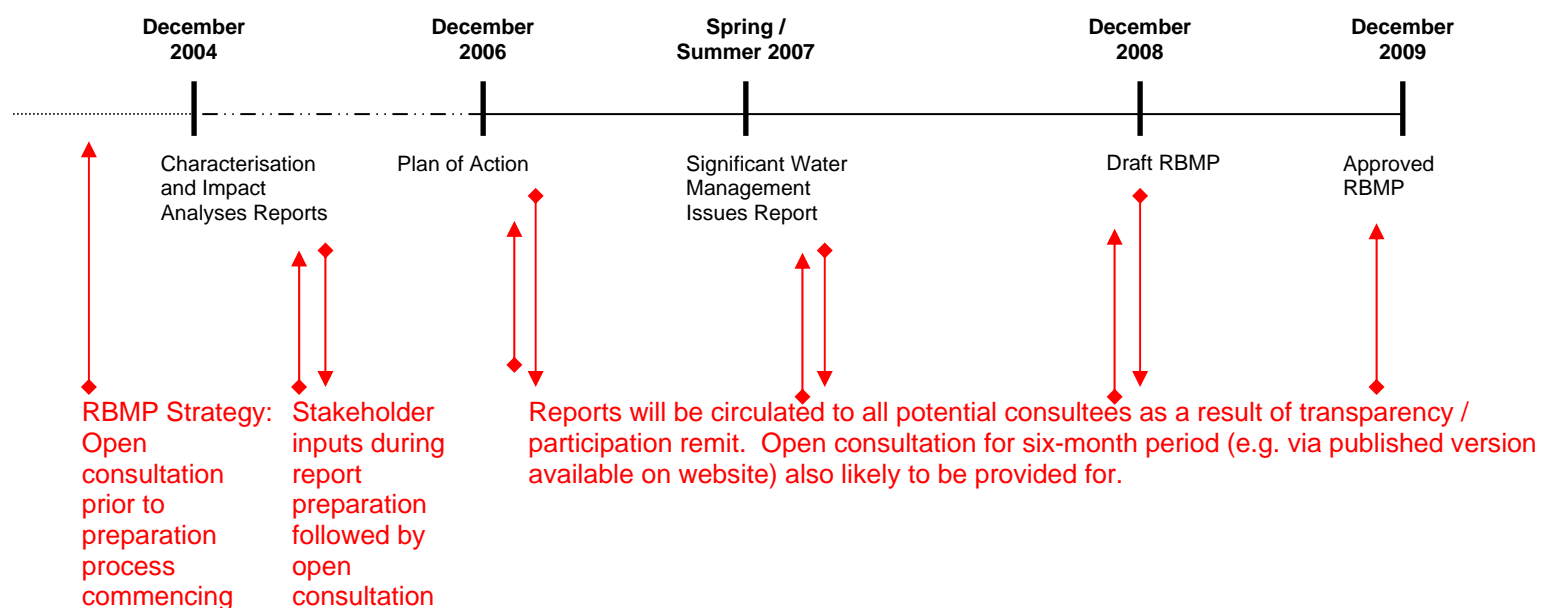 December
2004
December
2006
Spring /
Summer 2007
December
2008
December
2009
Characterisation
and Impact
Analyses Reports
Plan of Action
Significant Water
Management
Issues Report
Draft RBMP
Approved
RBMP
RBMP Strategy:
Open
consultation
prior to
preparation
process
commencing
Stakeholder
inputs during
report
preparation
followed by
open
consultation
Reports will be circulated to all potential consultees as a result of transparency /
participation remit.  Open consultation for six-month period (e.g. via published version
available on website) also likely to be provided for.